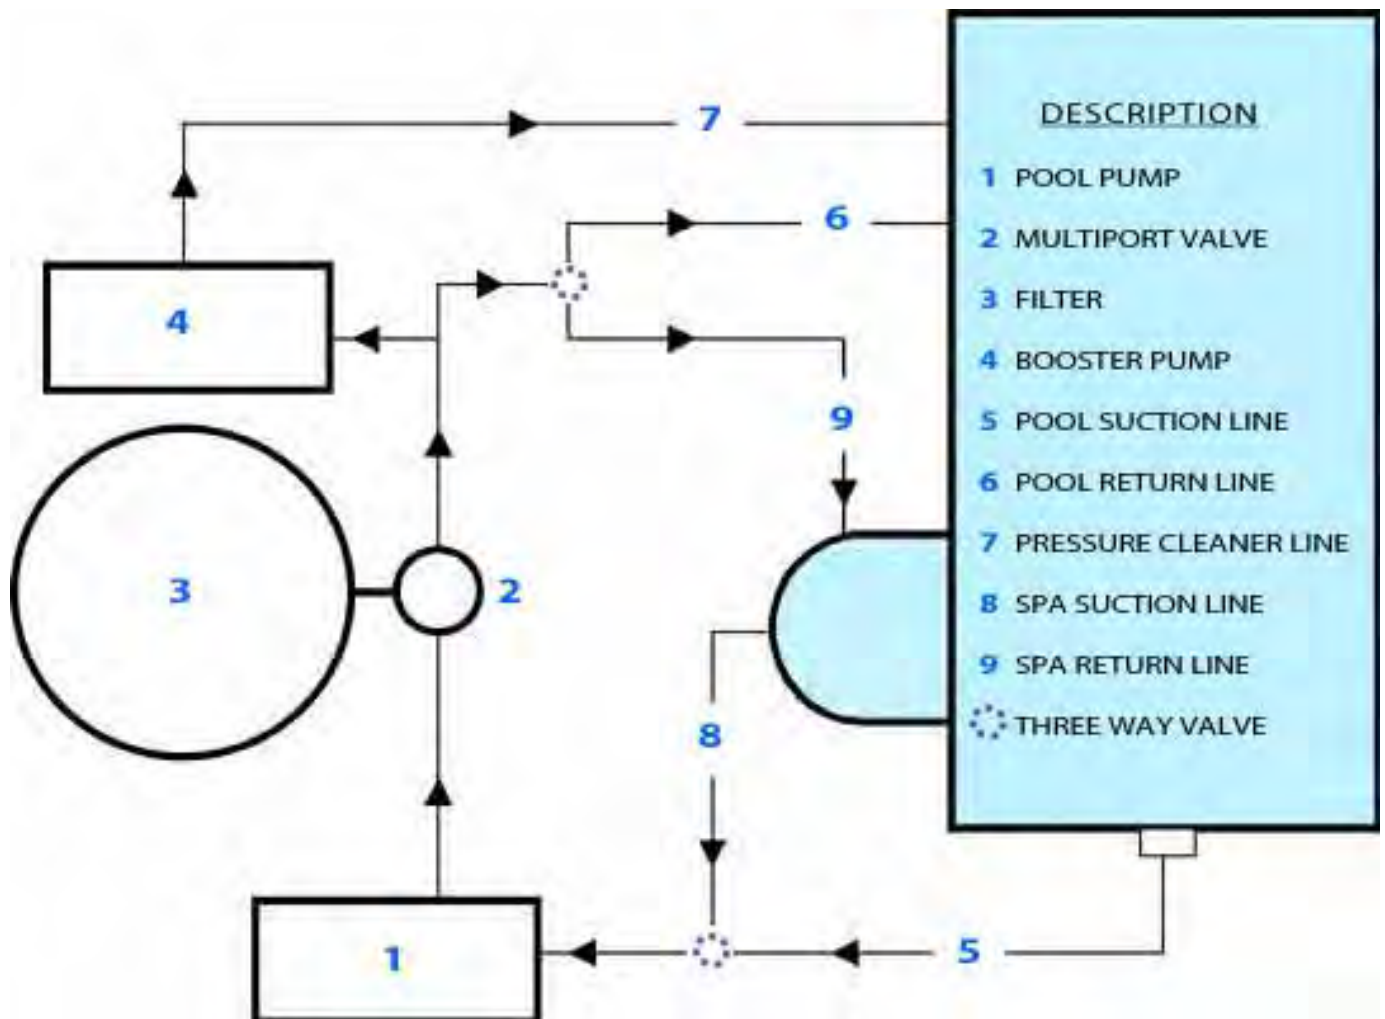 7
DESCRIPTION
1 POOL PUMP
6
2 MULTIPORT VALVE
4
3 FILTER
4 BOOSTER PUMP
9
5 POOL SUCTION LINE
6 POOL RETURN LINE
7 PRESSURE CLEANER LINE
3
2
8 SPA SUCTION LINE
9 SPA RETURN LINE
8
THREE WAY VALVE
1
5